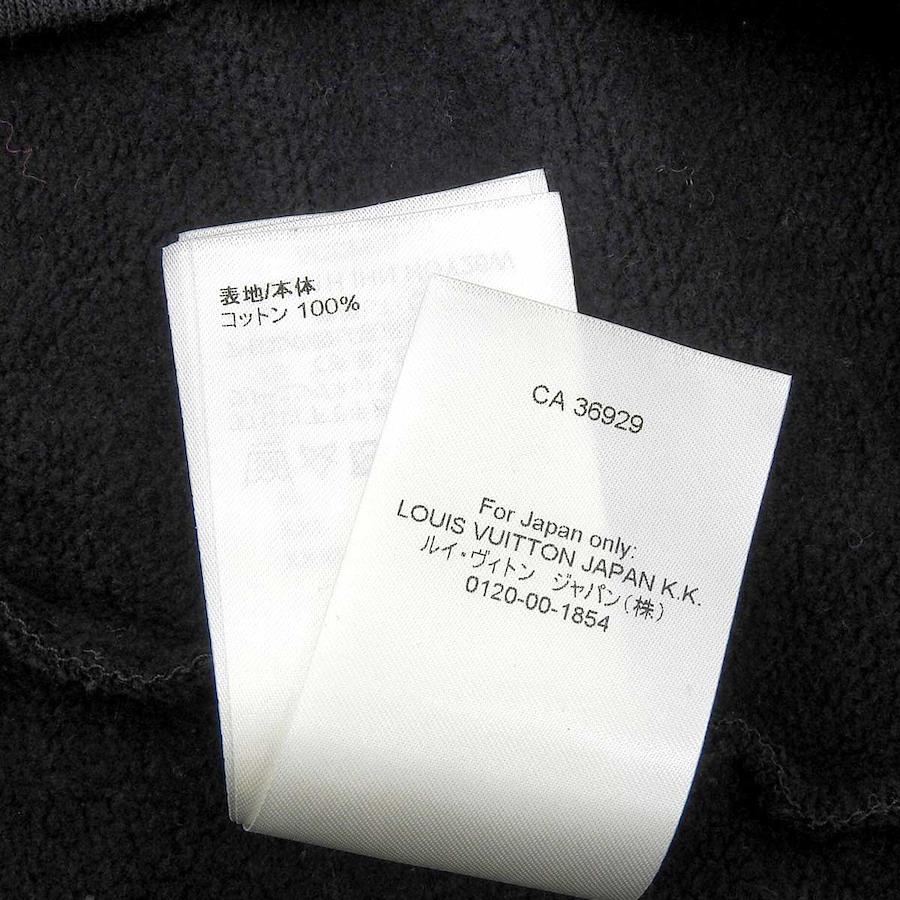 表地/本体
コットン 100%
CA 36929
For Japan only:
LOUIS VUITTON JAPAN K.K.
ルイ・ヴィトン ジャパン(株)
0120-00-1854